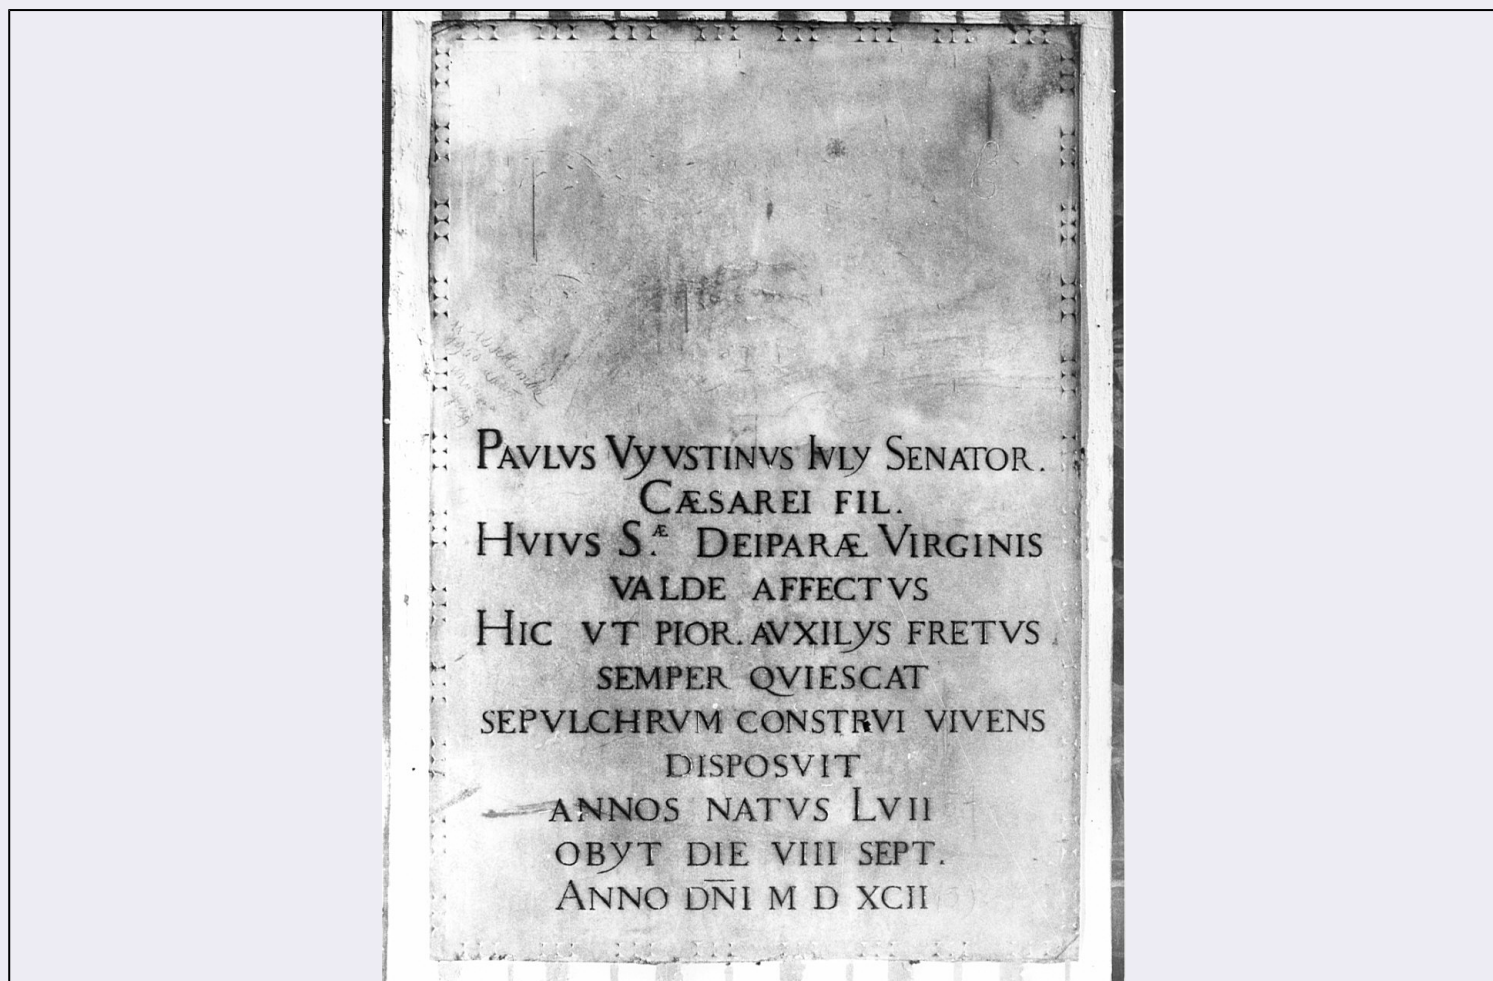 PAVLVS VYVSTINVS IVLY SENATOR.
CÆSAREI FIL.
HVIVS S.Æ DEIPARÆ VIRGINIS
VALDE AFFECTVS
HIC VT PIOR. AVXILYS FRETVS
SEMPER QVIESCAT
SEPVLCHRVM CONSTRVI VIVENS
DISPOSVIT
ANNOS NATVS LVII
OBYT DIE VIII SEPT.
ANNO DN̄I M D XCII